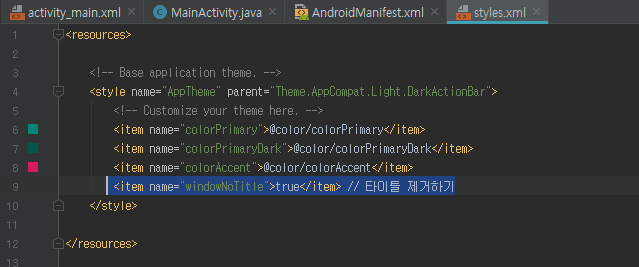 activity_main.xml MainActivity.java AndroidManifest.xml styles.xml
1 <resources>
2
3 <!-- Base application theme. -->
4 <style name="AppTheme" parent="Theme.AppCompat.Light.DarkActionBar">
5 <!-- Customize your theme here. -->
6 <item name="colorPrimary">@color/colorPrimary</item>
7 <item name="colorPrimaryDark">@color/colorPrimaryDark</item>
8 <item name="colorAccent">@color/colorAccent</item>
9 <item name="windowNoTitle">true</item> // 타이틀 제거하기
10 </style>
11
12 </resources>
13